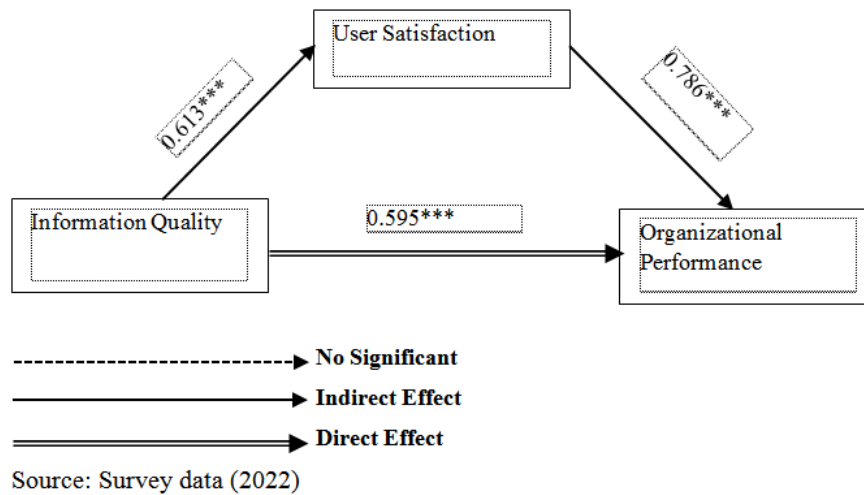 User Satisfaction
0.613***
0.786***
Information Quality
0.595***
Organizational
Performance
No Significant
Indirect Effect
Direct Effect
Source: Survey data (2022)